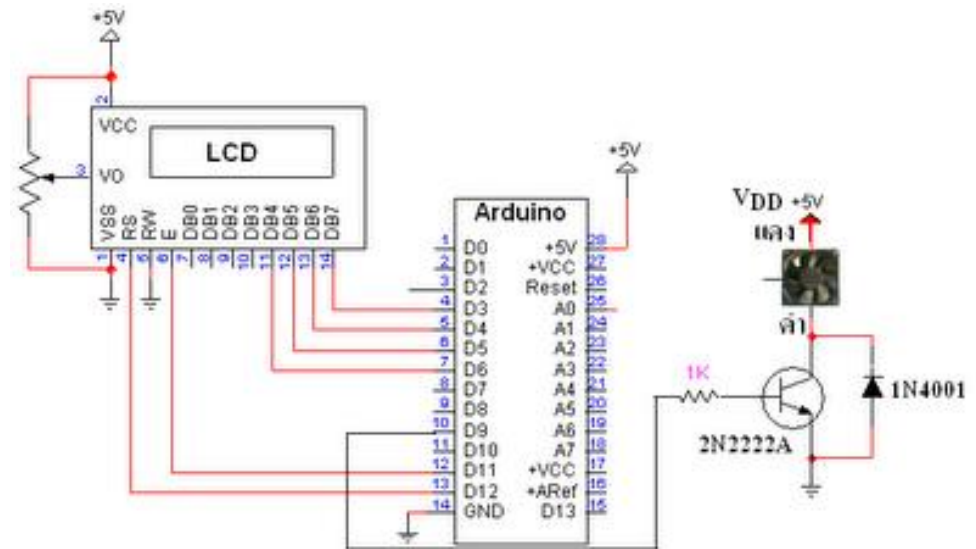 +5V
2
VCC
LCD
3
VO
VSS
RS
RW
E
DB0
DB1
DB2
DB3
DB4
DB5
DB6
DB7
1
4
5
6
7
8
9
10
11
12
13
14
Arduino
1 D0 +5V 28
2 D1 +VCC 27
3 D2 Reset 26
4 D3 A0 25
5 D4 A1 24
6 D5 A2 23
7 D6 A3 22
8 D7 A4 21
9 D8 A5 20
10 D9 A6 19
11 D10 A7 18
12 D11 +VCC 17
13 D12 +ARef 16
14 GND D13 15
+5V
VDD +5V
แดง
ดำ
1K
2N2222A
1N4001